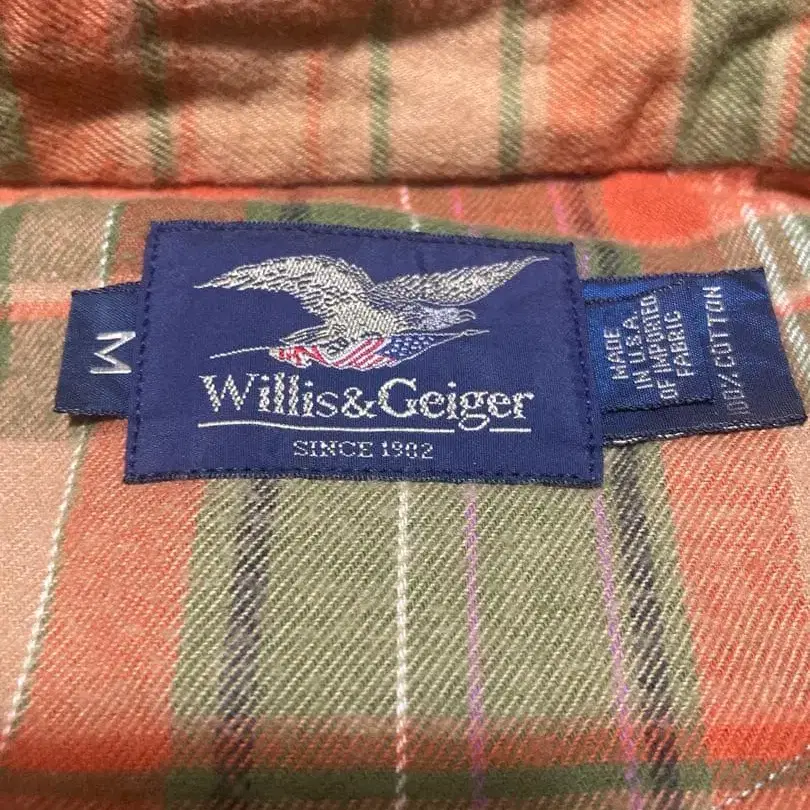 M
Willis&Geiger
SINCE 1902
MADE
IN U.S.A.
OF IMPORTED
FABRIC
100% COTTON